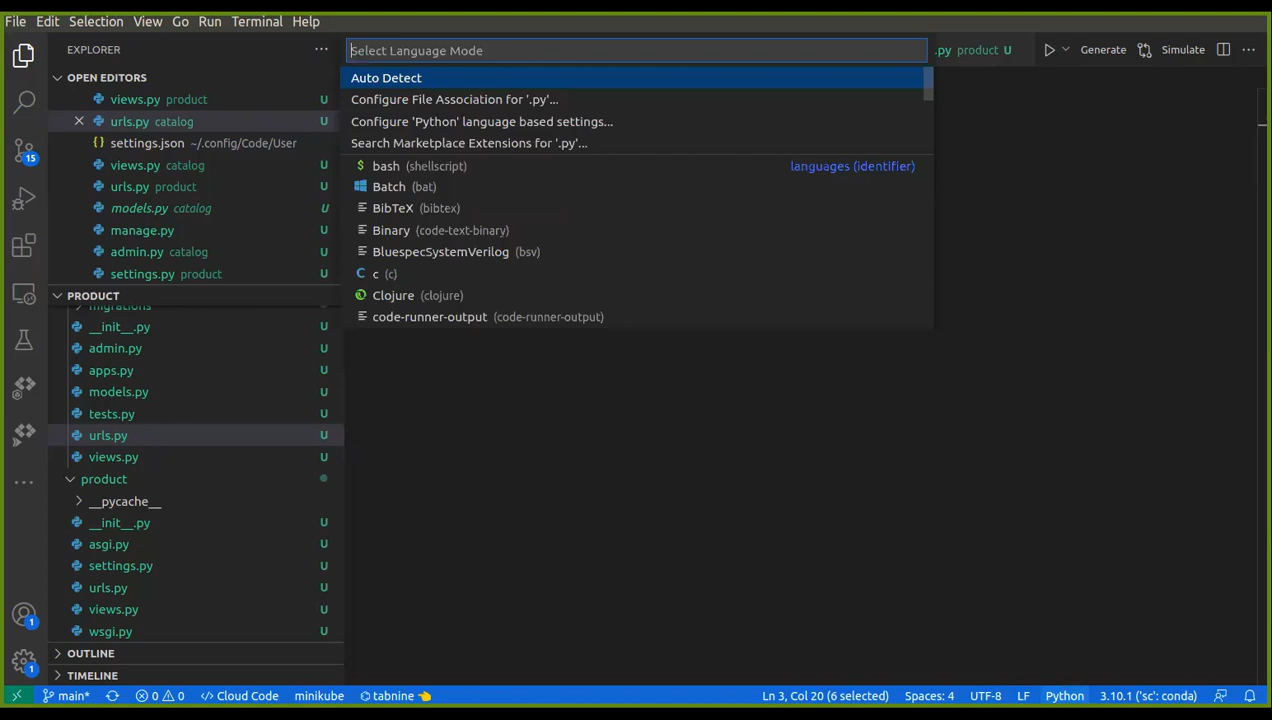 File Edit Selection View Go Run Terminal Help
EXPLORER ...
Select Language Mode
.py product U
Generate
Simulate
OPEN EDITORS
Auto Detect
views.py product U
Configure File Association for '.py'...
urls.py catalog U
Configure 'Python' language based settings...
{} settings.json ~/.config/Code/User
Search Marketplace Extensions for '.py'...
15
views.py catalog U
$ bash (shellscript) languages (identifier)
urls.py product U
Batch (bat)
models.py catalog U
BibTeX (bibtex)
manage.py U
Binary (code-text-binary)
admin.py catalog U
BluespecSystemVerilog (bsv)
settings.py product U
C c (c)
PRODUCT
Clojure (clojure)
migrations
code-runner-output (code-runner-output)
__init__.py U
admin.py U
apps.py U
models.py U
tests.py U
urls.py U
views.py U
product
__pycache__
__init__.py U
asgi.py U
settings.py U
urls.py U
views.py U
1
wsgi.py U
OUTLINE
1
TIMELINE
main* 0 0 Cloud Code minikube tabnine 👈 Ln 3, Col 20 (6 selected) Spaces: 4 UTF-8 LF Python 3.10.1 ('sc': conda)